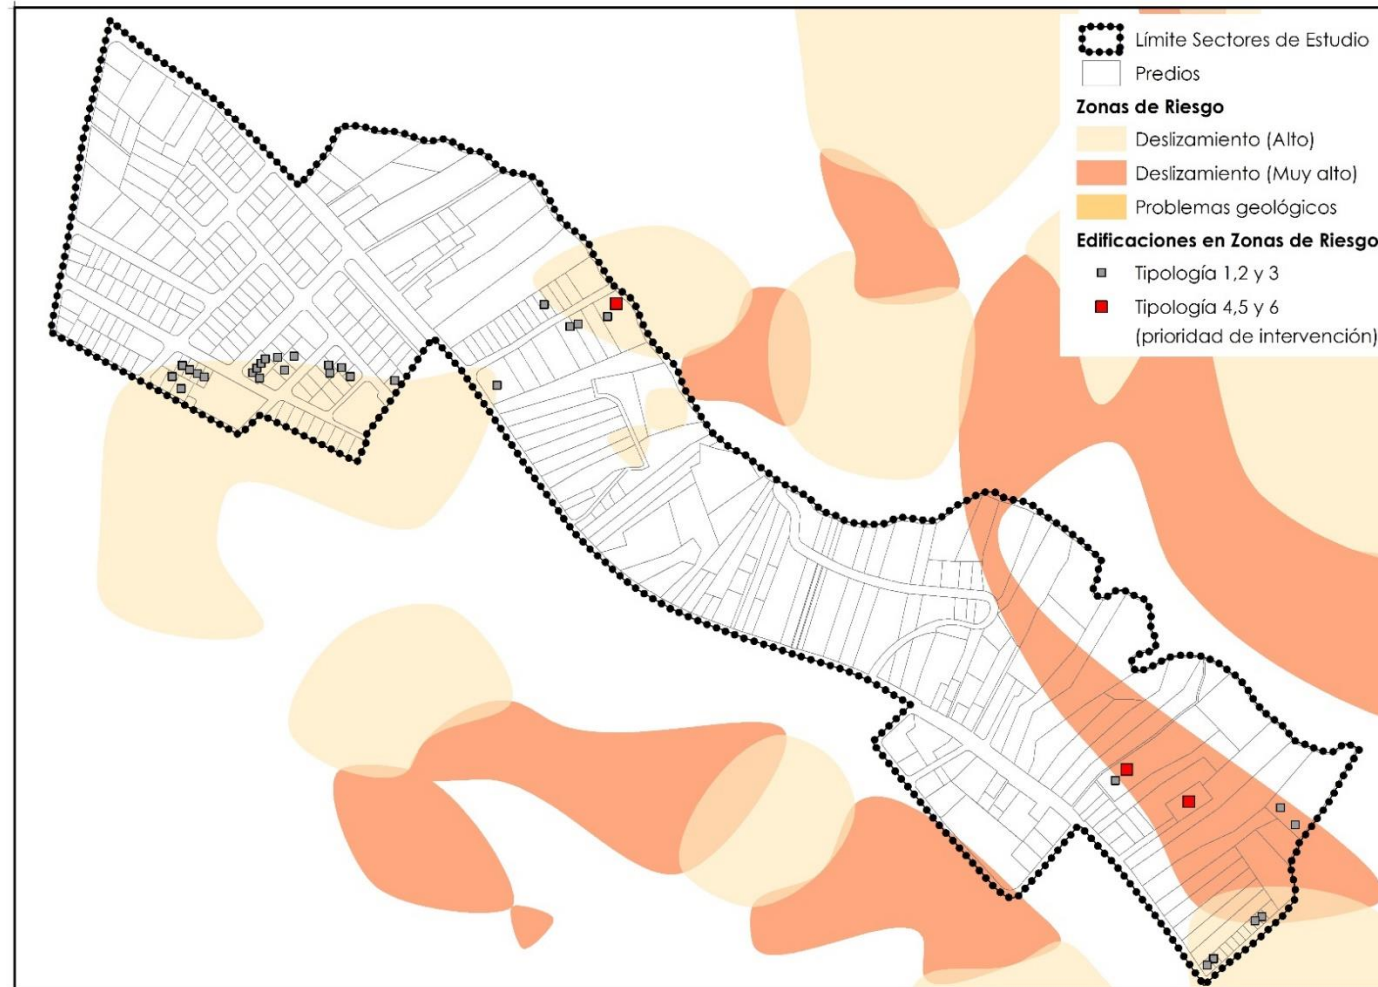 Límite Sectores de Estudio
Predios
Zonas de Riesgo
Deslizamiento (Alto)
Deslizamiento (Muy alto)
Problemas geológicos
Edificaciones en Zonas de Riesgo
Tipología 1,2 y 3
Tipología 4,5 y 6
(prioridad de intervención)